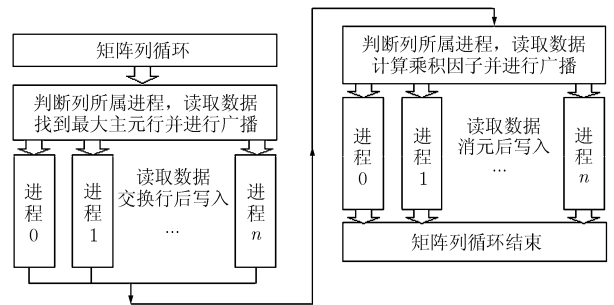 矩阵列循环
判断列所属进程，读取数据
找到最大主元行并进行广播
进程0
进程1
读取数据
交换行后写入
…
进程n
判断列所属进程，读取数据
计算乘积因子并进行广播
进程0
进程1
读取数据
消元后写入
…
进程n
矩阵列循环结束